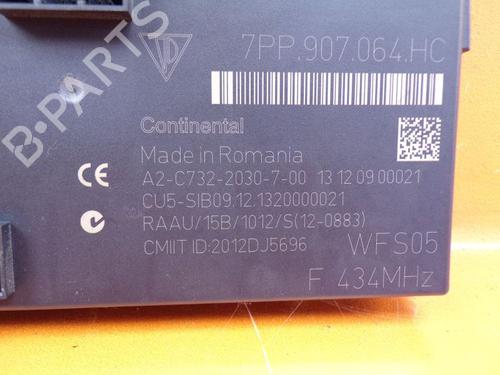 7PP.907.064.HC
Continental
Made in Romania
A2-C732-2030-7-00 13 12 09 00021
CU5-SIB09.12.1320000021
RAAU/15B/1012/S(12-0883)
CMIIT ID:2012DJ5696 WFS05
F 434MHz
B-PARTS
CE